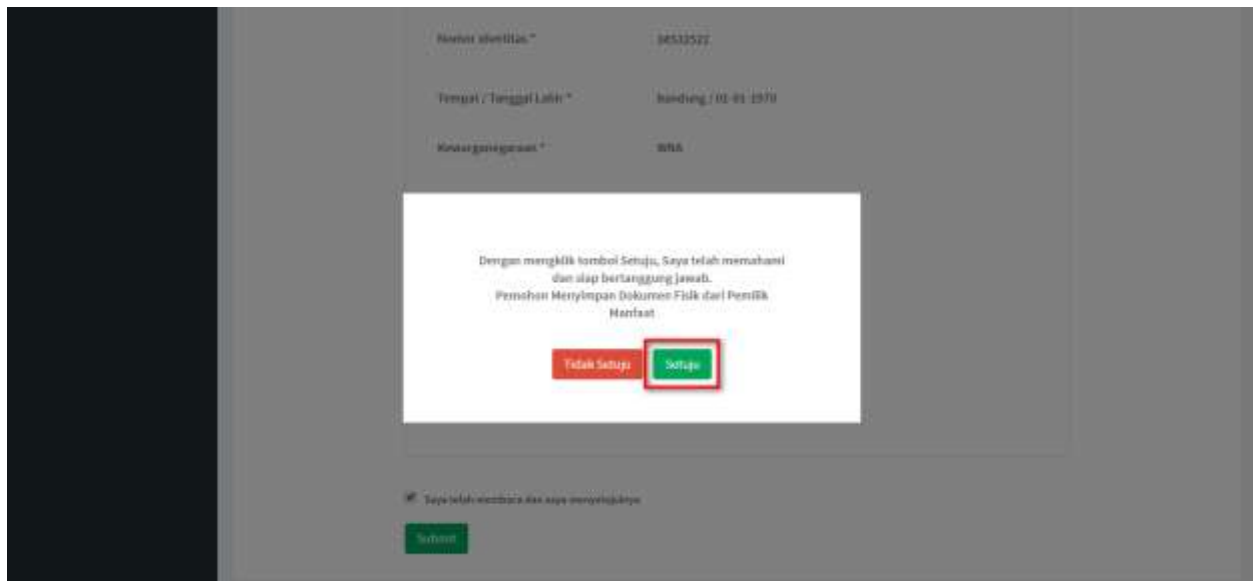 Nomor Identitas *
34532522
Tempat / Tanggal Lahir *
Bandung / 01-01-1970
Kewarganegaraan *
WNA
Dengan mengklik tombol Setuju, Saya telah memahami
dan siap bertanggung jawab.
Pemohon Menyimpan Dokumen Fisik dari Pemilik
Manfaat
Tidak Setuju
Setuju
Saya telah membaca dan saya menyetujuinya
Submit